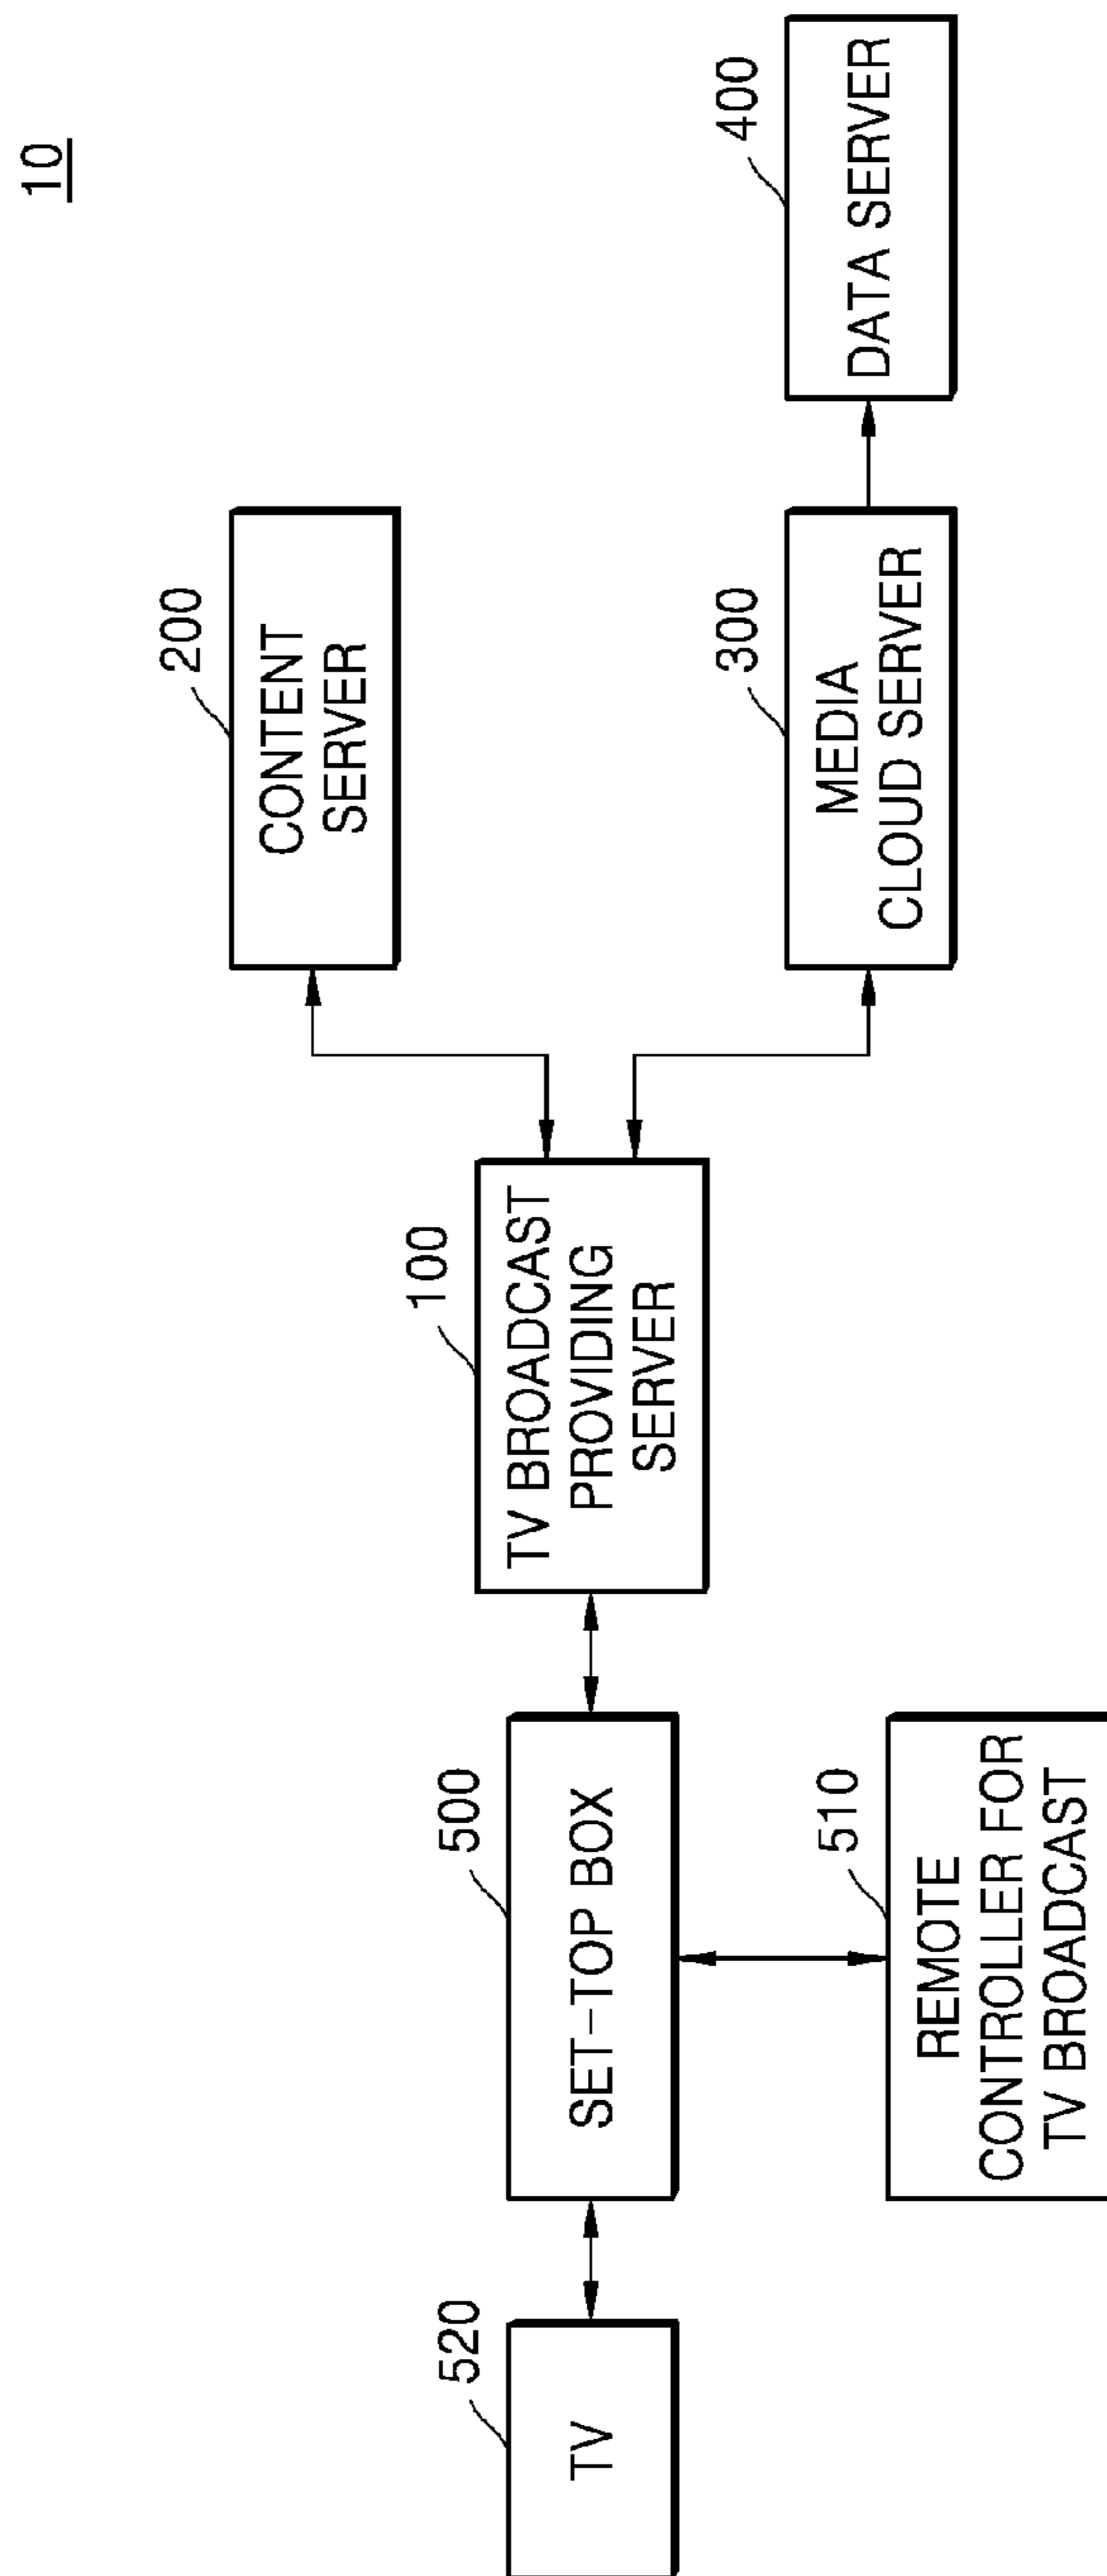 10
200
CONTENT
SERVER
400
DATA SERVER
300
MEDIA
CLOUD SERVER
100
TV BROADCAST
PROVIDING
SERVER
500
SET-TOP BOX
510
REMOTE
CONTROLLER FOR
TV BROADCAST
520
TV